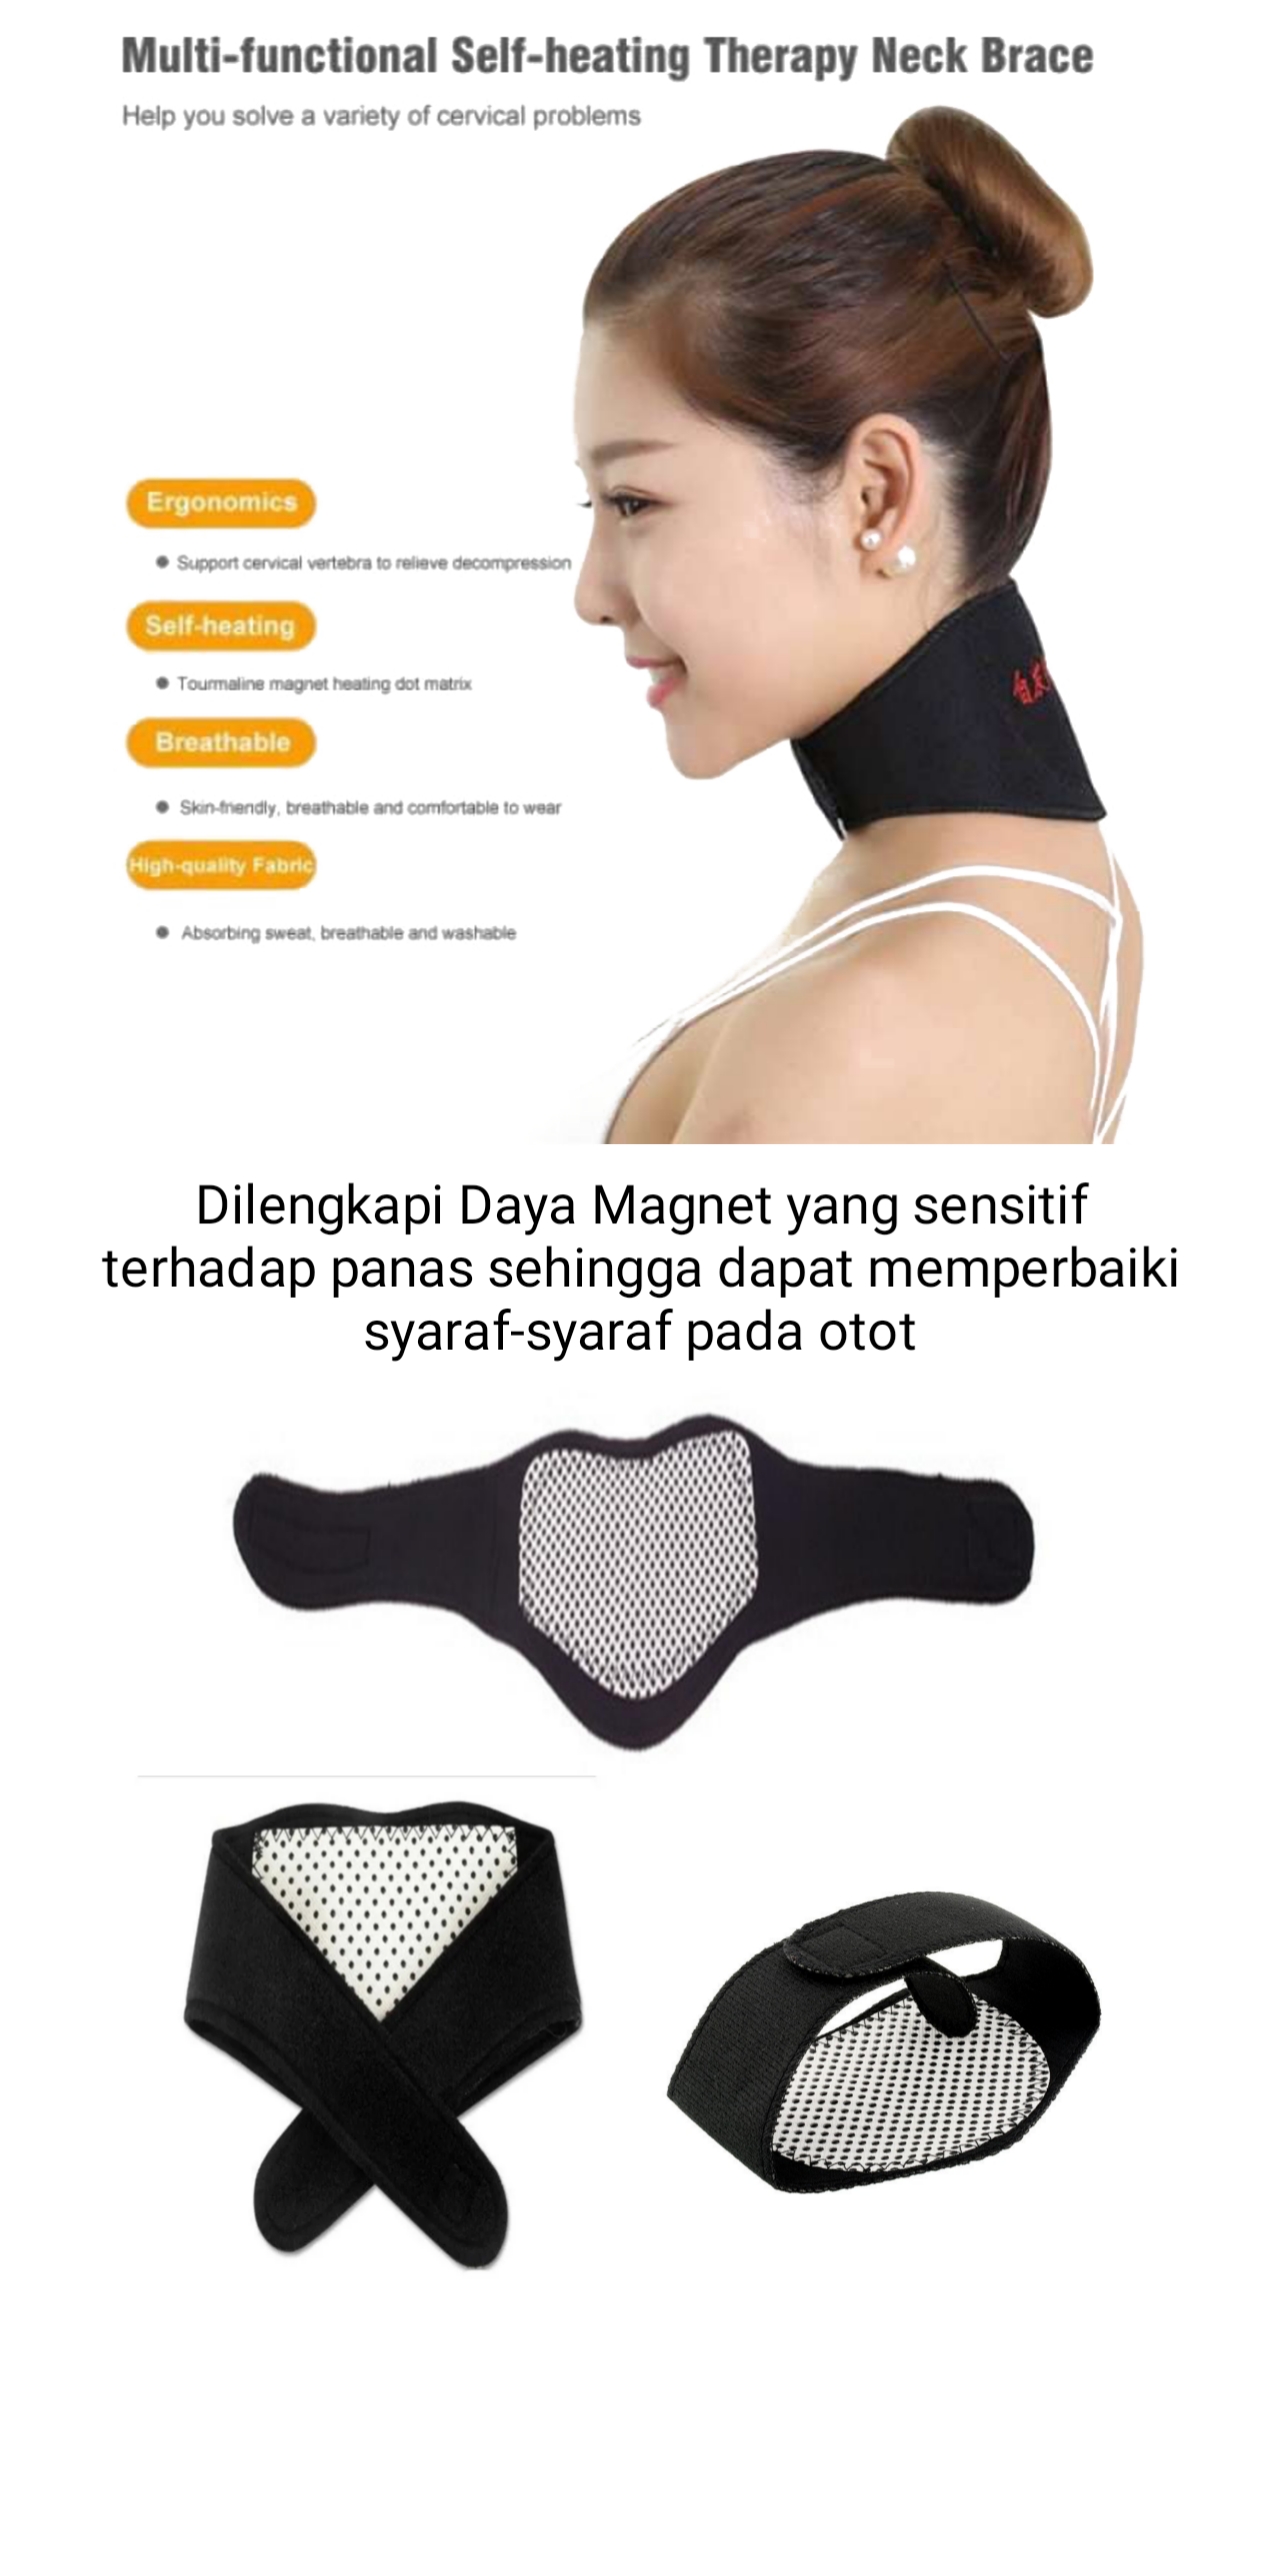 Multi-functional Self-heating Therapy Neck Brace
Help you solve a variety of cervical problems
Ergonomics
Support cervical vertebra to relieve decompression
Self-heating
Tourmaline magnet heating dot matrix
Breathable
Skin-friendly, breathable and comfortable to wear
High-quality Fabric
Absorbing sweat, breathable and washable
Dilengkapi Daya Magnet yang sensitif
terhadap panas sehingga dapat memperbaiki
syaraf-syaraf pada otot